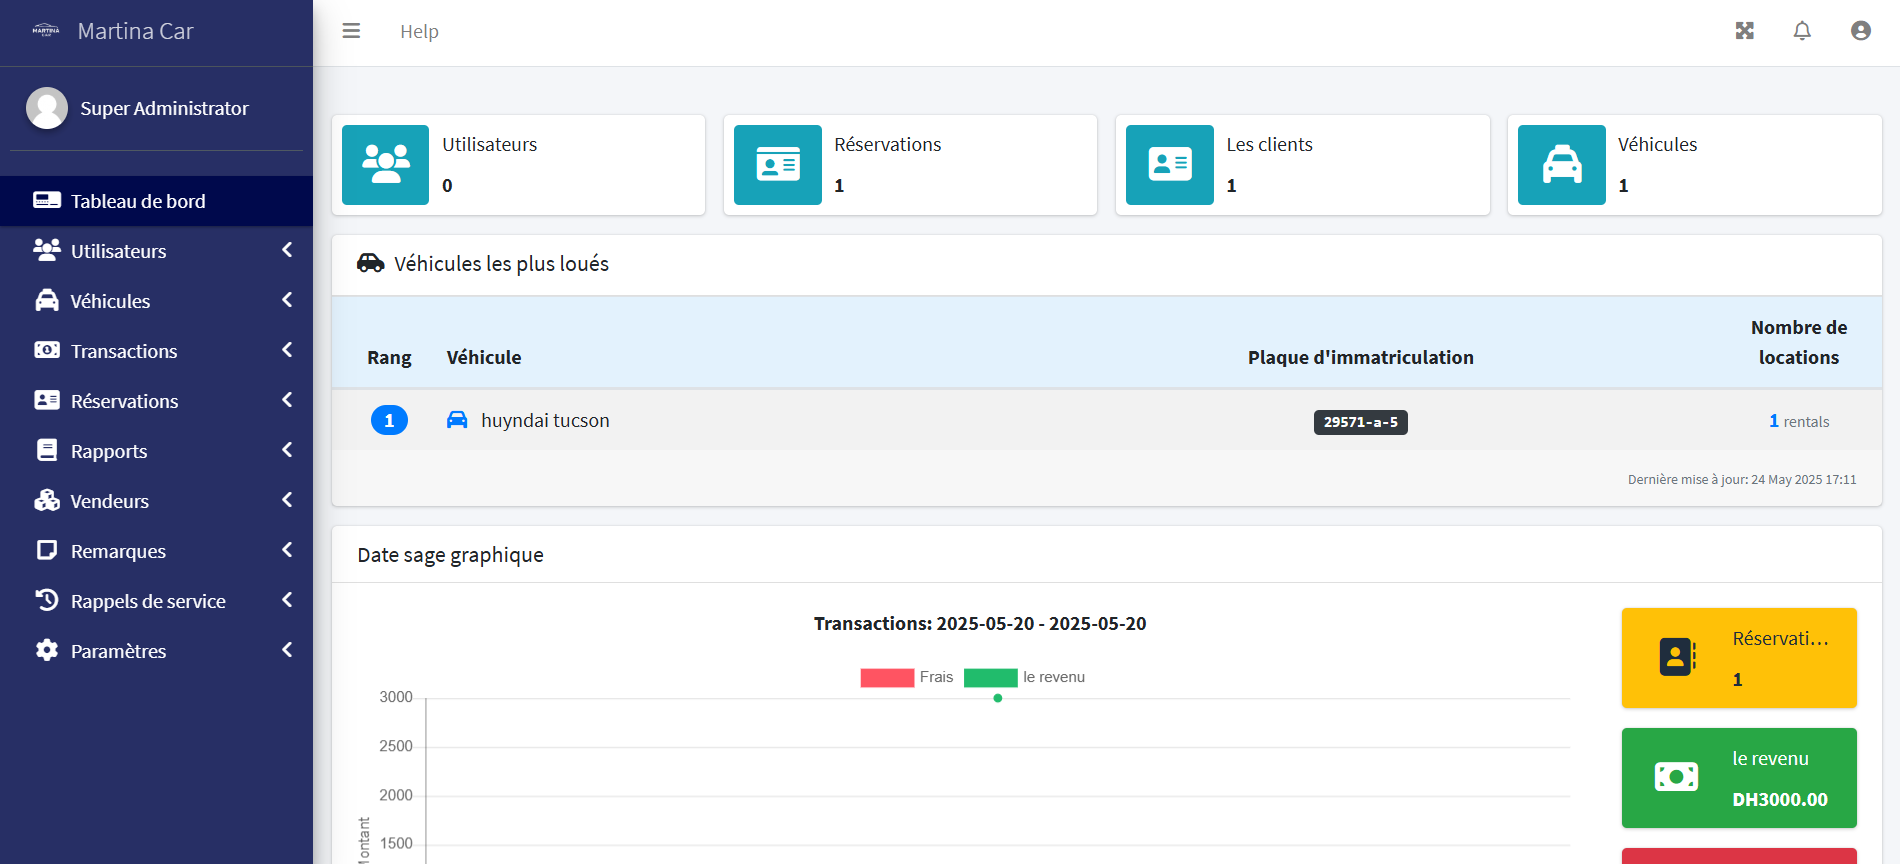 MARTINA
CAR
Martina Car
Help
Super Administrator
Tableau de bord
Utilisateurs
Véhicules
Transactions
Réservations
Rapports
Vendeurs
Remarques
Rappels de service
Paramètres
Utilisateurs
0
Réservations
1
Les clients
1
Véhicules
1
Véhicules les plus loués
Rang Véhicule Plaque d'immatriculation Nombre de
locations
1 huyndai tucson 29571-a-5 1 rentals
Dernière mise à jour: 24 May 2025 17:11
Date sage graphique
Transactions: 2025-05-20 - 2025-05-20
Frais le revenu
3000
2500
2000
1500
Montant
Réservati...
1
le revenu
DH3000.00